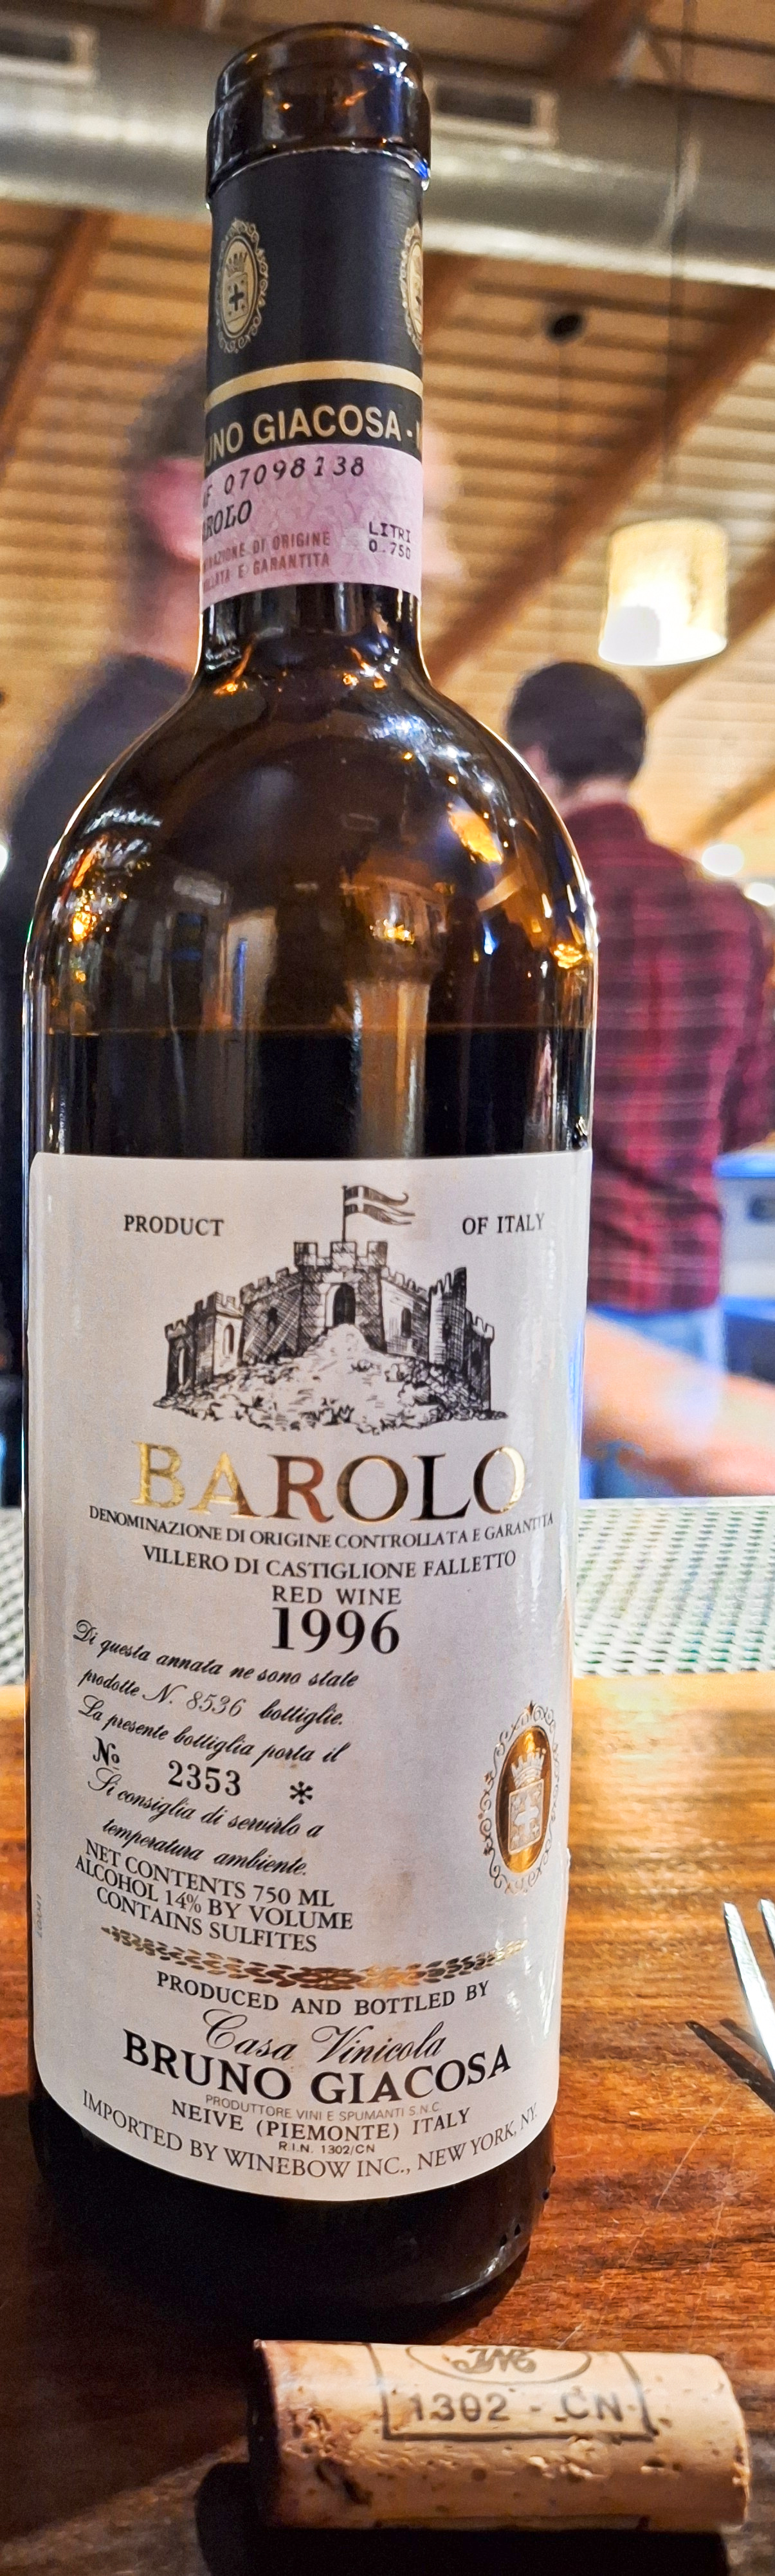 UNO GIACOSA -
07098138
AROLO
LITRI
0.750
AZIONE DI ORIGINE
LLATA E GARANTITA
PRODUCT OF ITALY
BAROLO
DENOMINAZIONE DI ORIGINE CONTROLLATA E GARANTITA
VILLERO DI CASTIGLIONE FALLETTO
RED WINE
1996
Di questa annata ne sono state
prodotte N. 8536 bottiglie.
La presente bottiglia porta il
No 2353 *
Si consiglia di servirlo a
temperatura ambiente.
NET CONTENTS 750 ML
ALCOHOL 14% BY VOLUME
CONTAINS SULFITES
PRODUCED AND BOTTLED BY
Casa Vinicola
BRUNO GIACOSA
PRODUTTORE VINI E SPUMANTI S.N.C
NEIVE (PIEMONTE) ITALY
R.I.N. 1302/CN
IMPORTED BY WINEBOW INC., NEW YORK, NY.
1302 - CN